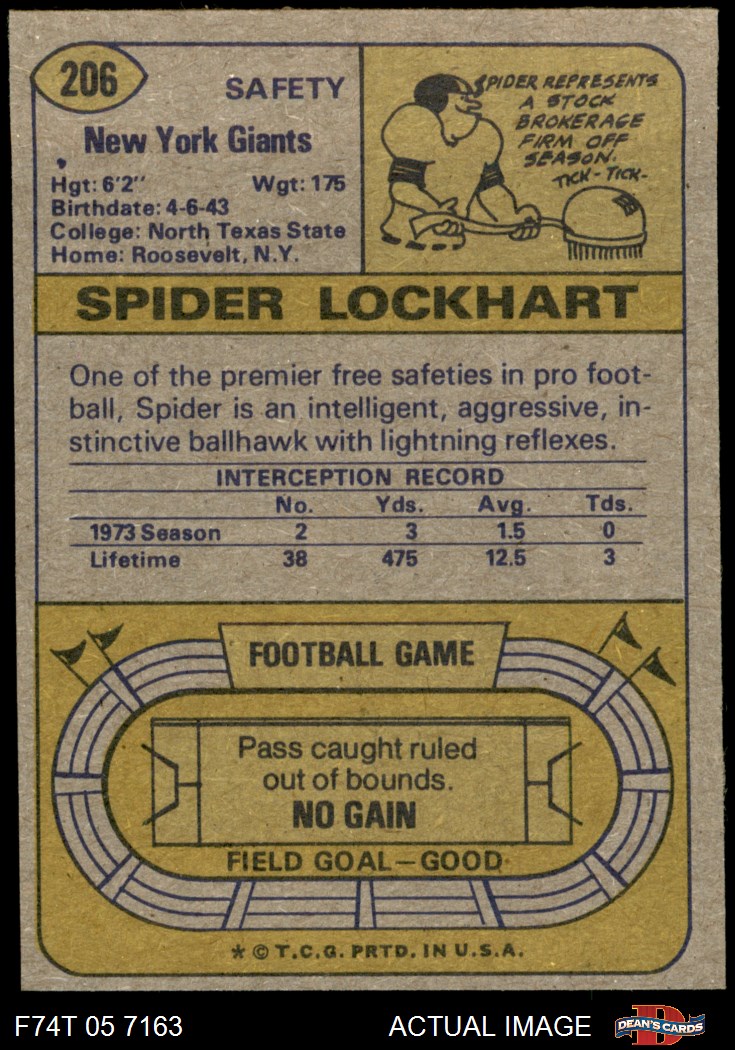 206
SAFETY
New York Giants
Hgt: 6'2" Wgt: 175
Birthdate: 4-6-43
College: North Texas State
Home: Roosevelt, N.Y.
SPIDER REPRESENTS
A STOCK
BROKERAGE
FIRM OFF
SEASON.
TICK-TICK-
SPIDER LOCKHART
One of the premier free safeties in pro foot-
ball, Spider is an intelligent, aggressive, in-
stinctive ballhawk with lightning reflexes.
INTERCEPTION RECORD
No. Yds. Avg. Tds.
1973 Season 2 3 1.5 0
Lifetime 38 475 12.5 3
FOOTBALL GAME
Pass caught ruled
out of bounds.
NO GAIN
FIELD GOAL—GOOD
* © T.C.G. PRTD. IN U.S.A.
F74T 05 7163 ACTUAL IMAGE
D
DEAN'S CARDS